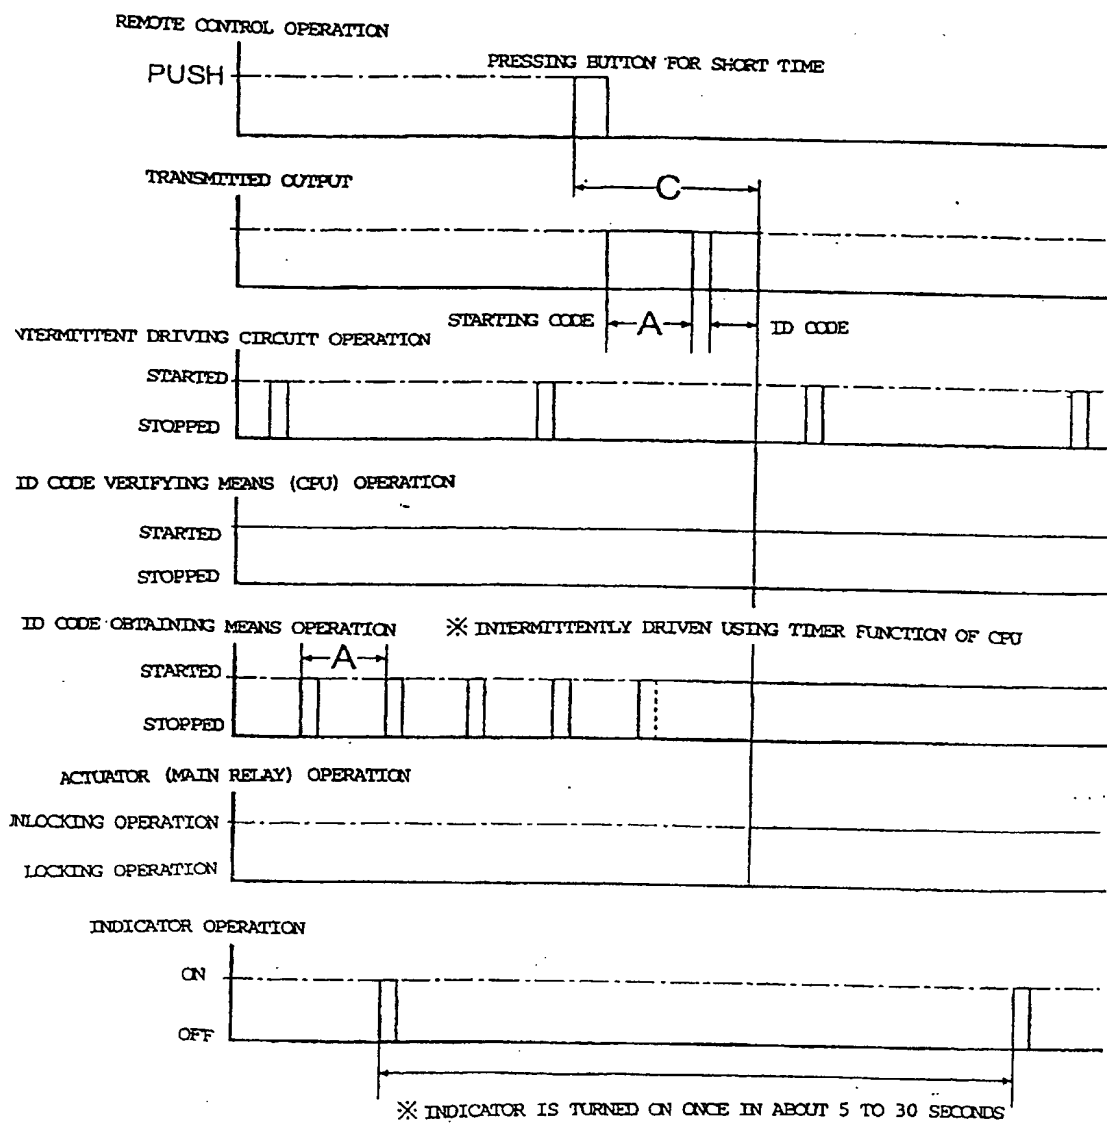 REMOTE CONTROL OPERATION
PRESSING BUTTON FOR SHORT TIME
PUSH
TRANSMITTED OUTPUT
C
STARTING CODE
A
ID CODE
NTERMITTENT DRIVING CIRCUIT OPERATION
STARTED
STOPPED
ID CODE VERIFYING MEANS (CPU) OPERATION
STARTED
STOPPED
ID CODE OBTAINING MEANS OPERATION
※ INTERMITTENTLY DRIVEN USING TIMER FUNCTION OF CPU
A
STARTED
STOPPED
ACTUATOR (MAIN RELAY) OPERATION
UNLOCKING OPERATION
LOCKING OPERATION
INDICATOR OPERATION
ON
OFF
※ INDICATOR IS TURNED ON ONCE IN ABOUT 5 TO 30 SECONDS